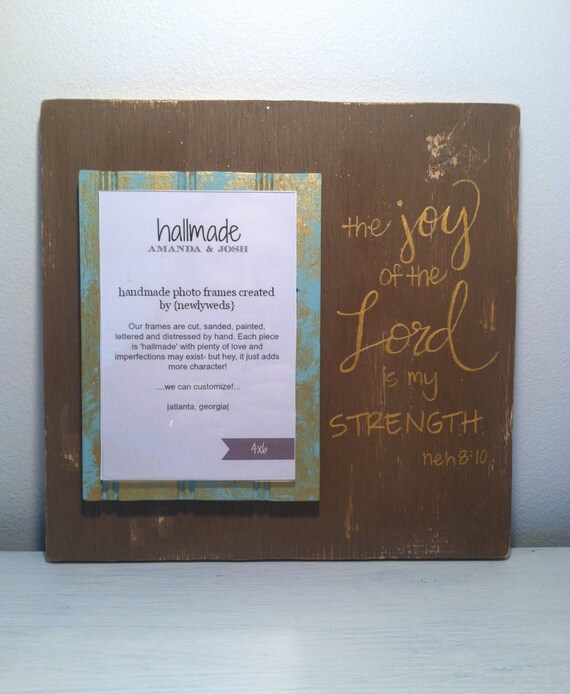 hallmade
AMANDA & JOSH
handmade photo frames created
by {newlyweds}
Our frames are cut, sanded, painted,
lettered and distressed by hand. Each piece
is 'hallmade' with plenty of love and
imperfections may exist- but hey, it just adds
more character!
....we can customize!...
|atlanta, georgia|
4x6
the joy
of the
Lord
is my
STRENGTH
neh 8:10